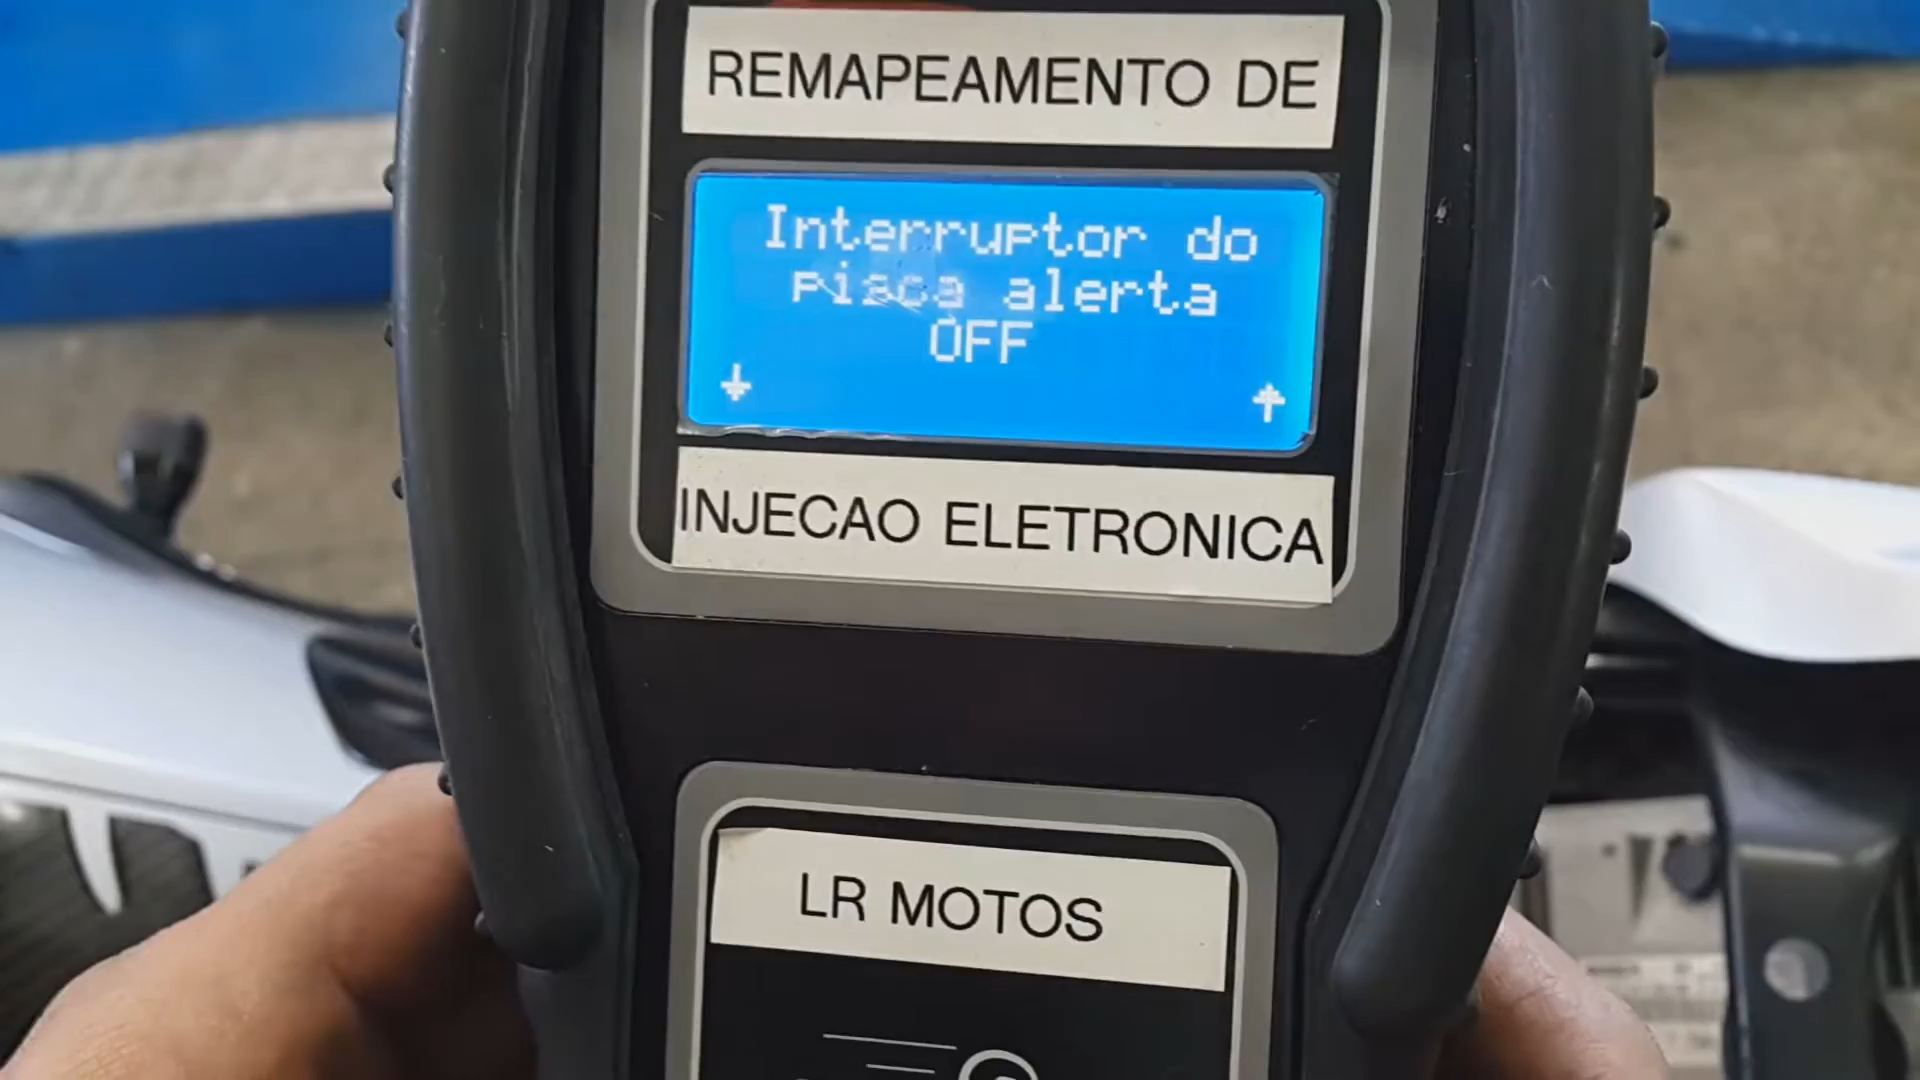 REMAPEAMENTO DE
Interruptor do
pisca alerta
OFF
↓ ↑
INJECAO ELETRONICA
LR MOTOS